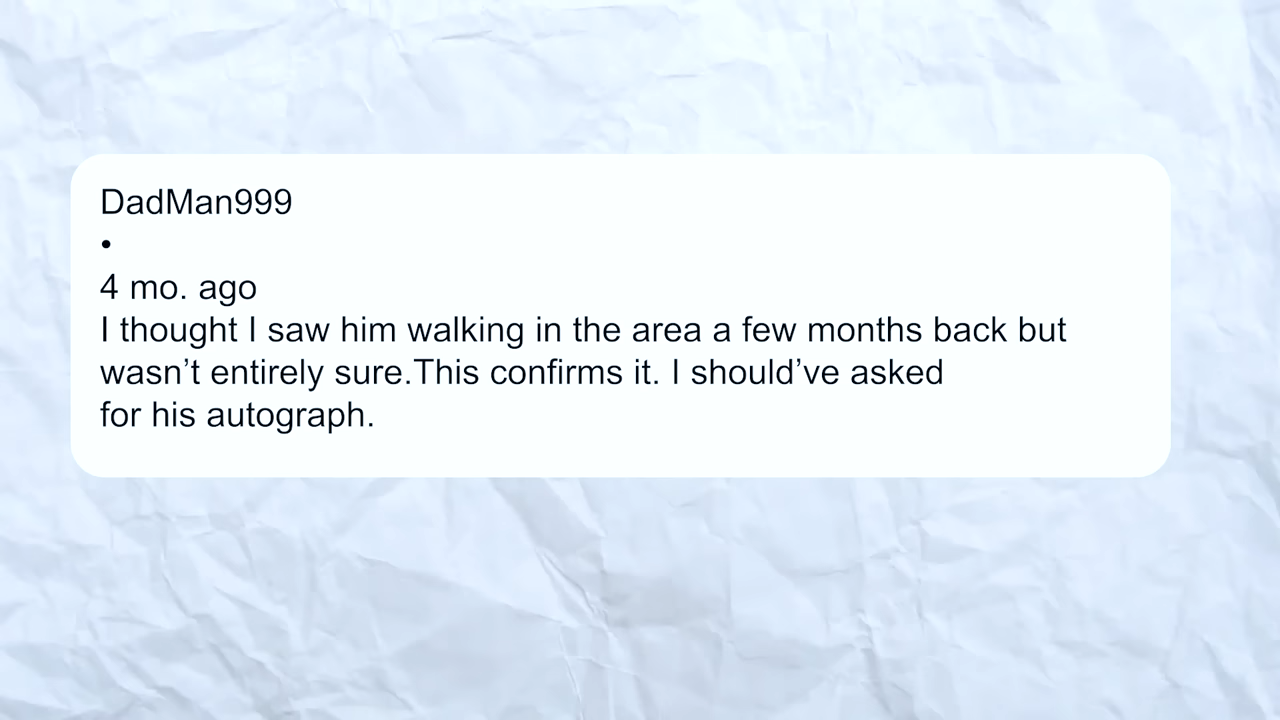 DadMan999
•
4 mo. ago
I thought I saw him walking in the area a few months back but
wasn’t entirely sure.This confirms it. I should’ve asked
for his autograph.